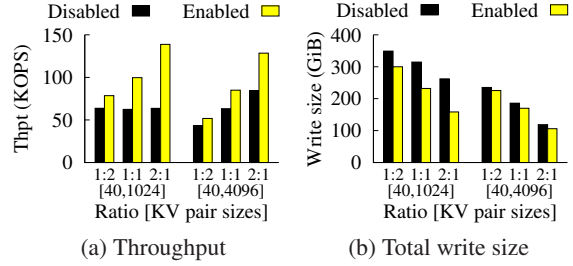 Disabled Enabled
Thpt (KOPS)
150
100
50
0
1:2 1:1 2:1 1:2 1:1 2:1
[40,1024] [40,4096]
Ratio [KV pair sizes]
(a) Throughput
Disabled Enabled
Write size (GiB)
400
300
200
100
0
1:2 1:1 2:1 1:2 1:1 2:1
[40,1024] [40,4096]
Ratio [KV pair sizes]
(b) Total write size